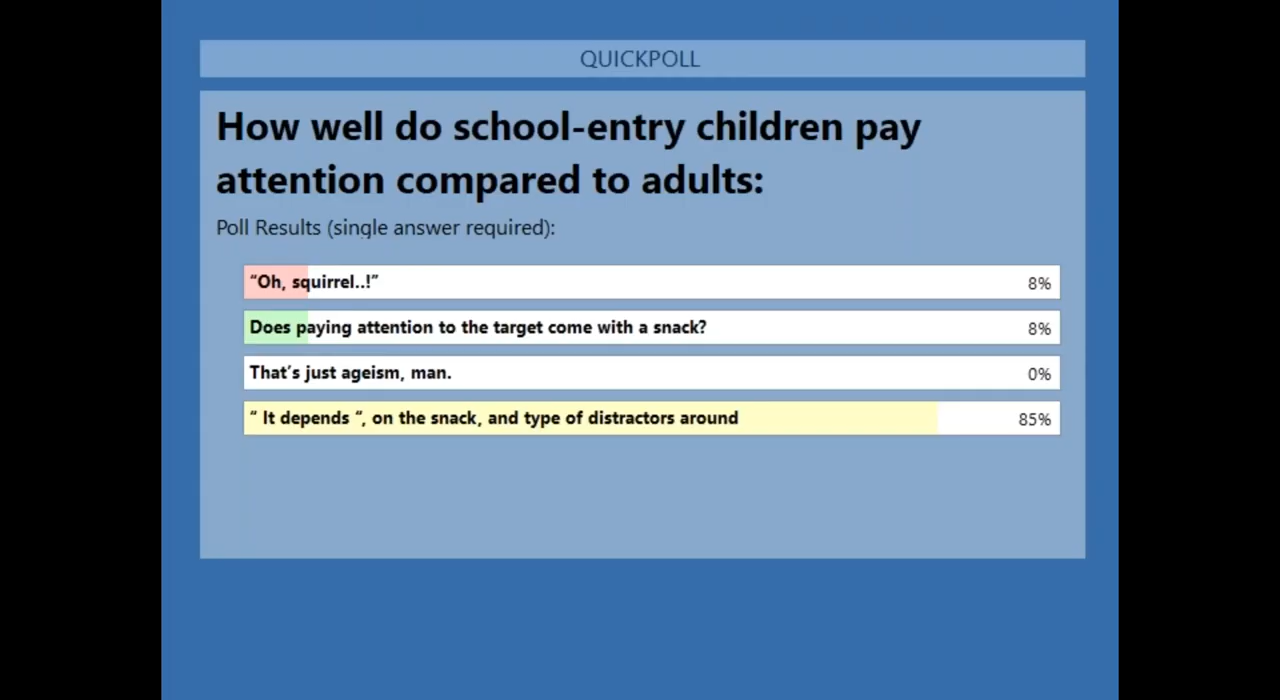 QUICKPOLL
How well do school-entry children pay
attention compared to adults:
Poll Results (single answer required):
“Oh, squirrel..!” 8%
Does paying attention to the target come with a snack? 8%
That’s just ageism, man. 0%
“ It depends “, on the snack, and type of distractors around 85%